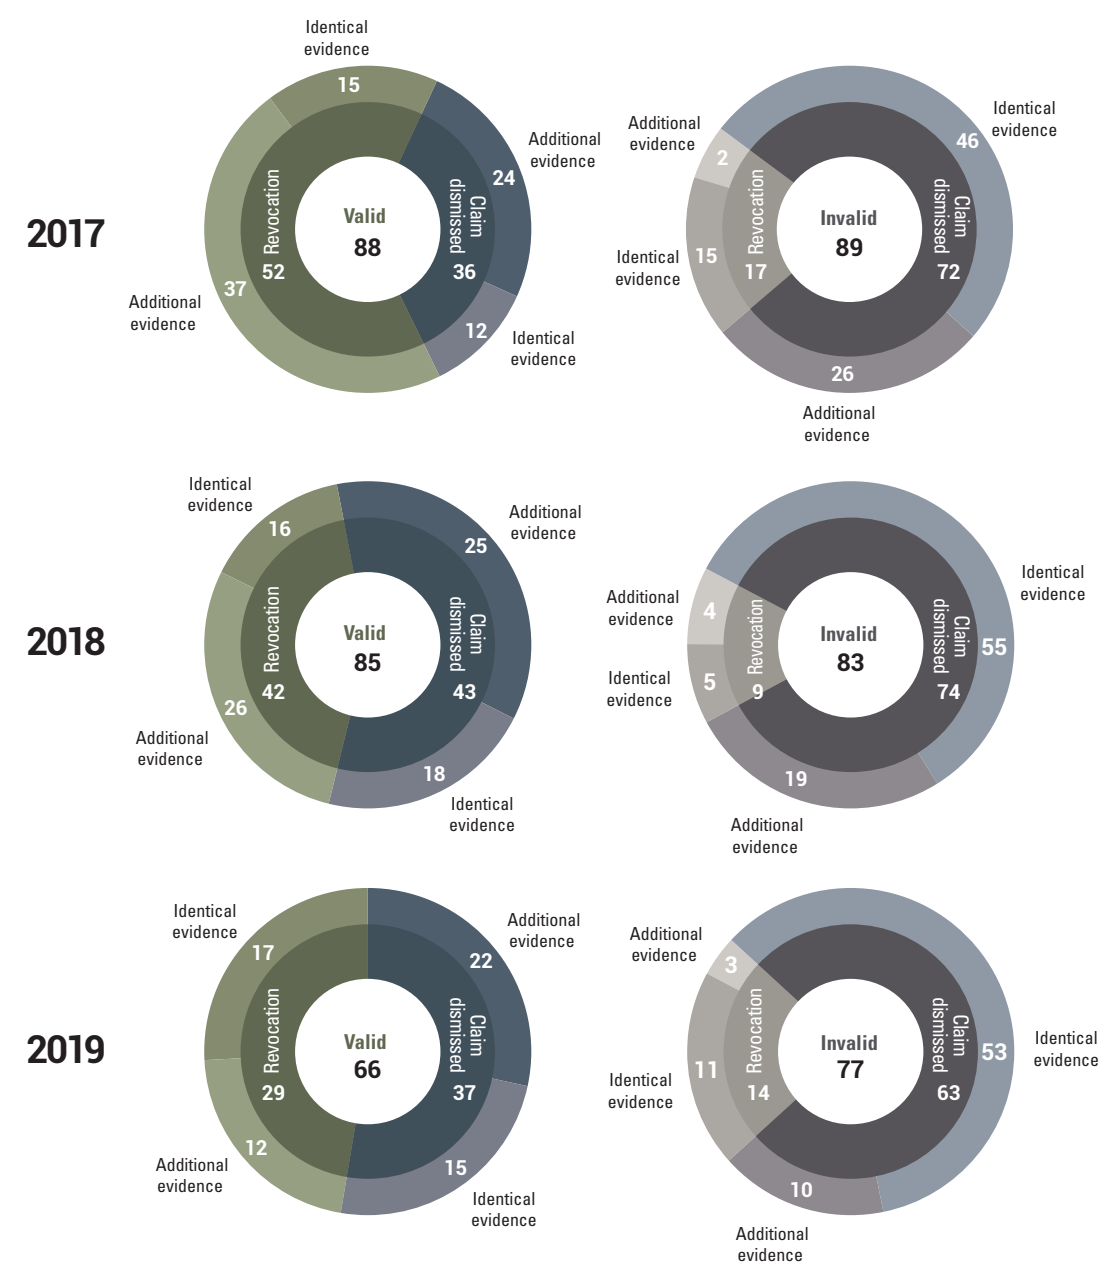 2017
Identical
evidence
15
Additional
evidence
24
Revocation
52
Valid
88
Claim
dismissed
36
37
Additional
evidence
12
Identical
evidence
Additional
evidence
2
Identical
evidence
46
Identical
evidence
15
Revocation
17
Invalid
89
Claim
dismissed
72
26
Additional
evidence
2018
Identical
evidence
16
Additional
evidence
25
Revocation
42
Valid
85
Claim
dismissed
43
26
Additional
evidence
18
Identical
evidence
Additional
evidence
4
Identical
evidence
55
Identical
evidence
5
Revocation
9
Invalid
83
Claim
dismissed
74
19
Additional
evidence
2019
Identical
evidence
17
Additional
evidence
22
Revocation
29
Valid
66
Claim
dismissed
37
12
Additional
evidence
15
Identical
evidence
Additional
evidence
3
Identical
evidence
53
Identical
evidence
11
Revocation
14
Invalid
77
Claim
dismissed
63
10
Additional
evidence